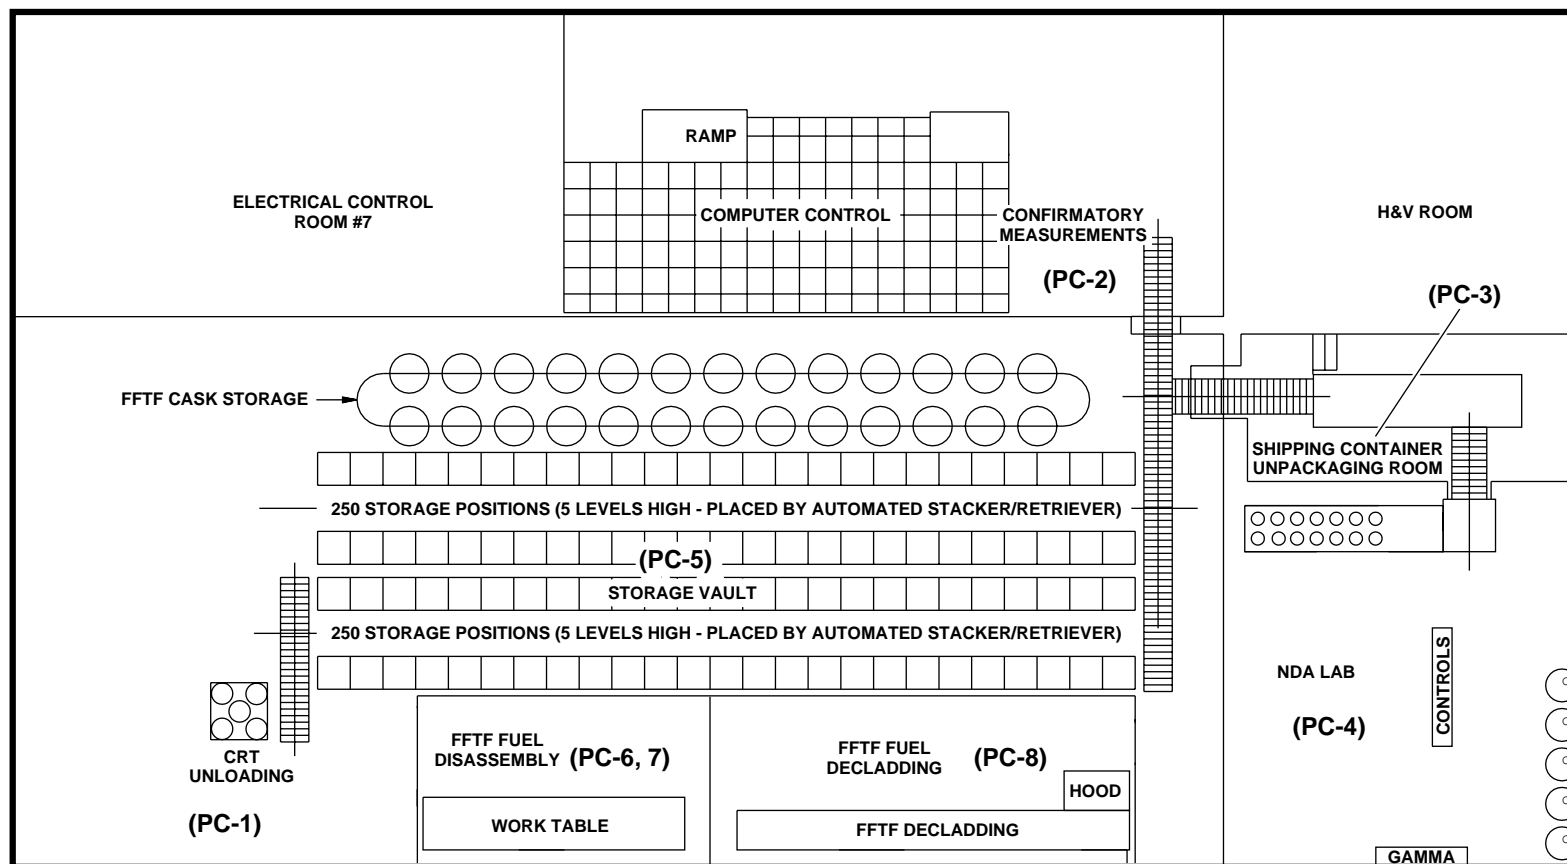 RAMP
ELECTRICAL CONTROL
ROOM #7
COMPUTER CONTROL
CONFIRMATORY
MEASUREMENTS
(PC-2)
H&V ROOM
(PC-3)
FFTF CASK STORAGE
SHIPPING CONTAINER
UNPACKAGING ROOM
250 STORAGE POSITIONS (5 LEVELS HIGH - PLACED BY AUTOMATED STACKER/RETRIEVER)
(PC-5)
STORAGE VAULT
250 STORAGE POSITIONS (5 LEVELS HIGH - PLACED BY AUTOMATED STACKER/RETRIEVER)
NDA LAB
(PC-4)
CONTROLS
CRT
UNLOADING
(PC-1)
FFTF FUEL
DISASSEMBLY (PC-6, 7)
WORK TABLE
FFTF FUEL
DECLADDING (PC-8)
HOOD
FFTF DECLADDING
GAMMA